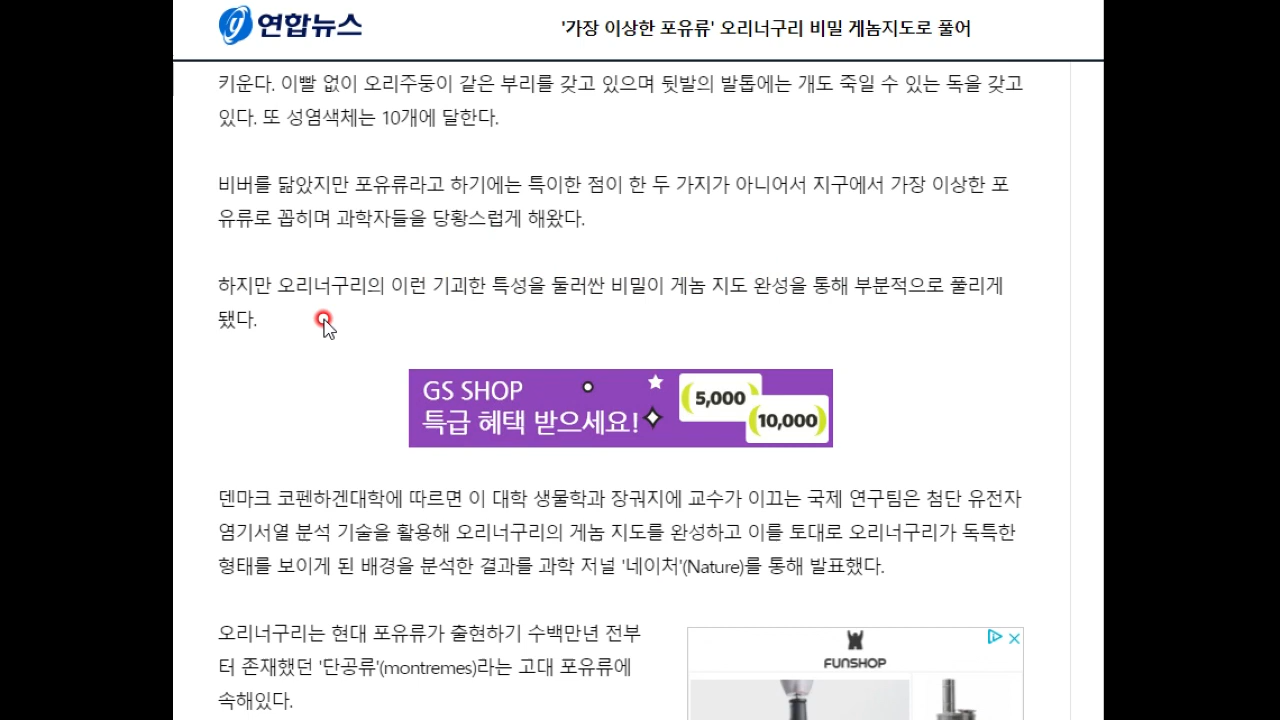 연합뉴스
'가장 이상한 포유류' 오리너구리 비밀 게놈지도로 풀어
키운다. 이빨 없이 오리주둥이 같은 부리를 갖고 있으며 뒷발의 발톱에는 개도 죽일 수 있는 독을 갖고
있다. 또 성염색체는 10개에 달한다.
비버를 닮았지만 포유류라고 하기에는 특이한 점이 한 두 가지가 아니어서 지구에서 가장 이상한 포
유류로 꼽히며 과학자들을 당황스럽게 해왔다.
하지만 오리너구리의 이런 기괴한 특성을 둘러싼 비밀이 게놈 지도 완성을 통해 부분적으로 풀리게
됐다.
GS SHOP
특급 혜택 받으세요!
5,000
10,000
덴마크 코펜하겐대학에 따르면 이 대학 생물학과 장궈지에 교수가 이끄는 국제 연구팀은 첨단 유전자
염기서열 분석 기술을 활용해 오리너구리의 게놈 지도를 완성하고 이를 토대로 오리너구리가 독특한
형태를 보이게 된 배경을 분석한 결과를 과학 저널 '네이처'(Nature)를 통해 발표했다.
오리너구리는 현대 포유류가 출현하기 수백만년 전부
터 존재했던 '단공류'(montremes)라는 고대 포유류에
속해있다.
FUNSHOP